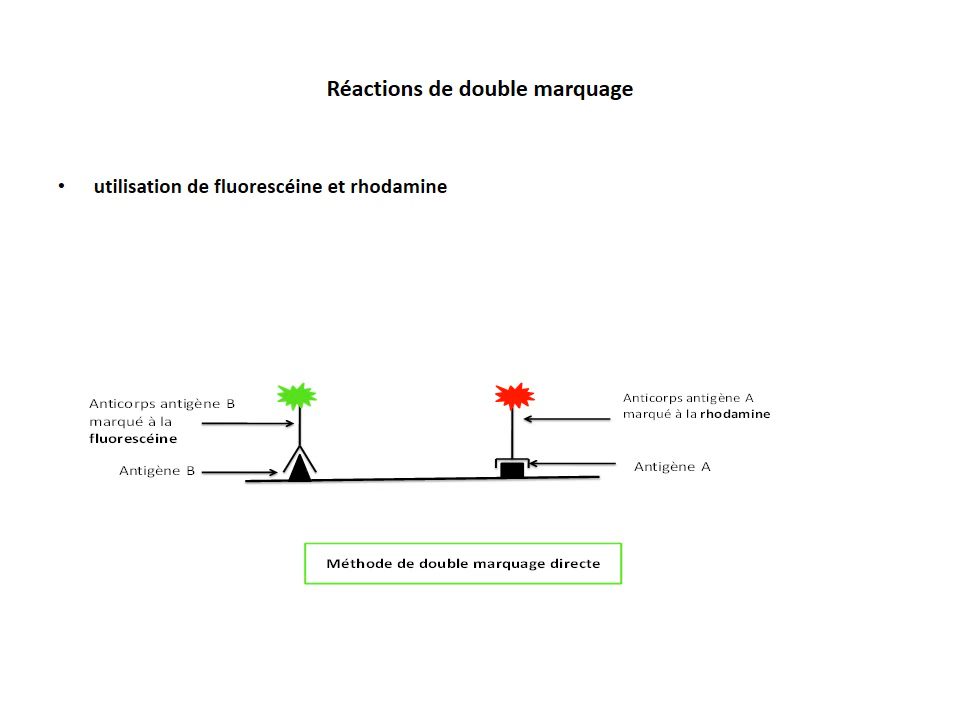 Réactions de double marquage
• utilisation de fluorescéine et rhodamine
Anticorps antigène B
marqué à la
fluorescéine
Antigène B
Anticorps antigène A
marqué à la rhodamine
Antigène A
Méthode de double marquage directe